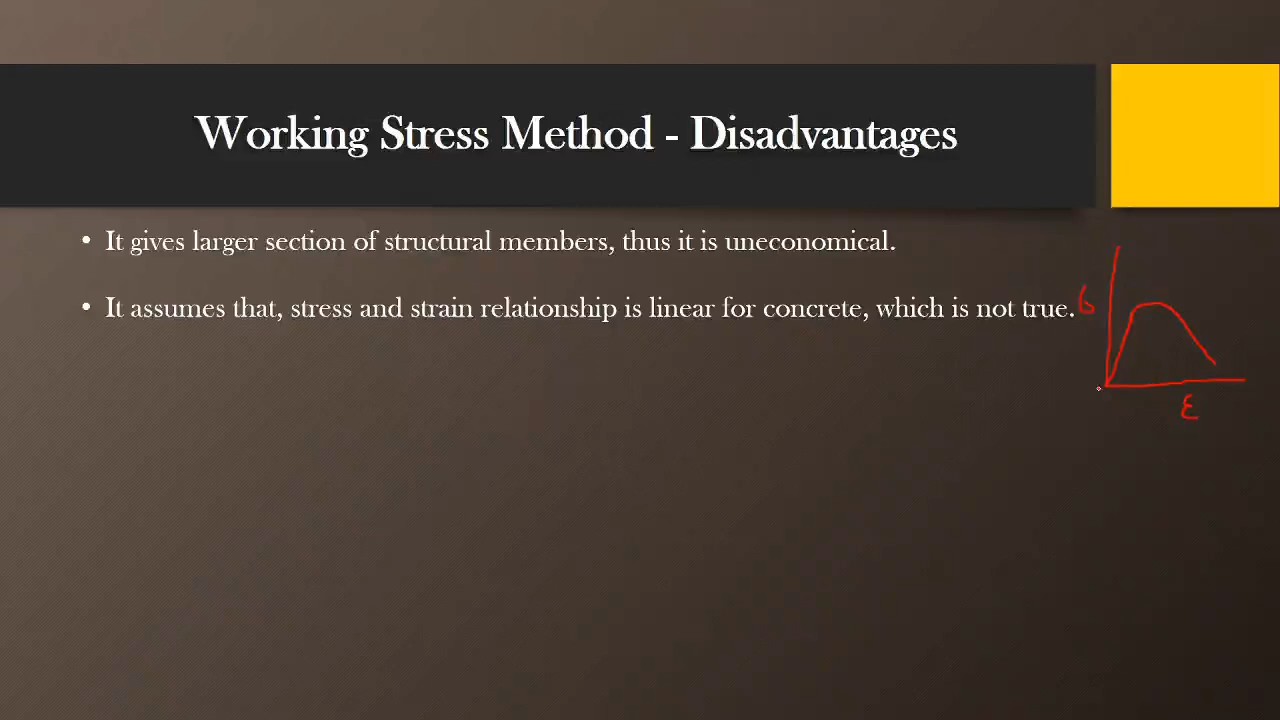 Working Stress Method - Disadvantages
• It gives larger section of structural members, thus it is uneconomical.
• It assumes that, stress and strain relationship is linear for concrete, which is not true.
σ
ε